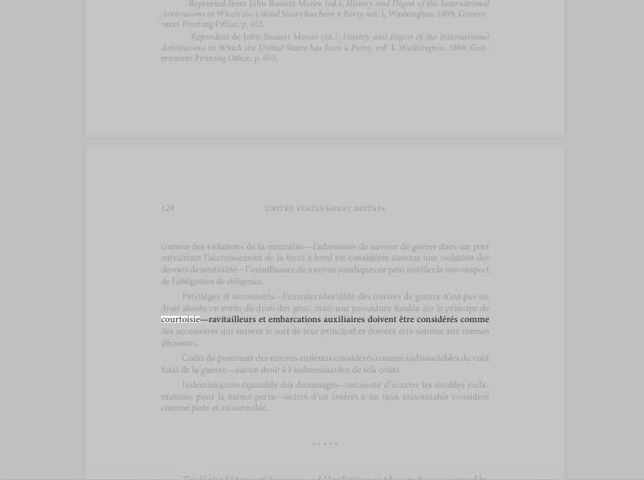 Reprinted from John Bassett Moore (ed.), History and Digest of the International
Arbitrations to Which the United States has been a Party, vol. I, Washington, 1898, Govern-
ment Printing Office, p. 653.
Reproduit de John Bassett Moore (éd.), History and Digest of the International
Arbitrations to Which the United States has been a Party, vol. I, Washington, 1898, Gov-
ernment Printing Office, p. 653.
128
UNITED STATES/GREAT BRITAIN
comme des violations de la neutralité—l'admission de navires de guerre dans un port
entraînant l'accroissement de la force à bord est considérée comme une violation des
devoirs de neutralité—l'insuffisance de moyens juridiques ne peut justifier le non-respect
de l'obligation de diligence.
Privilèges et immunités—l'exterritorialité des navires de guerre n'est pas un
droit absolu en vertu du droit des gens, mais une procédure fondée sur le principe de
courtoisie—ravitailleurs et embarcations auxiliaires doivent être considérés comme
des accessoires qui suivent le sort de leur principal et doivent être soumis aux mêmes
décisions.
Coûts de poursuite des navires ennemis considérés comme indissociables du coût
total de la guerre—aucun droit à l'indemnisation de tels coûts.
Indemnisation équitable des dommages—nécessité d'écarter les doubles récla-
mations pour la même perte—octroi d'un intérêt à un taux raisonnable considéré
comme juste et raisonnable.
*****